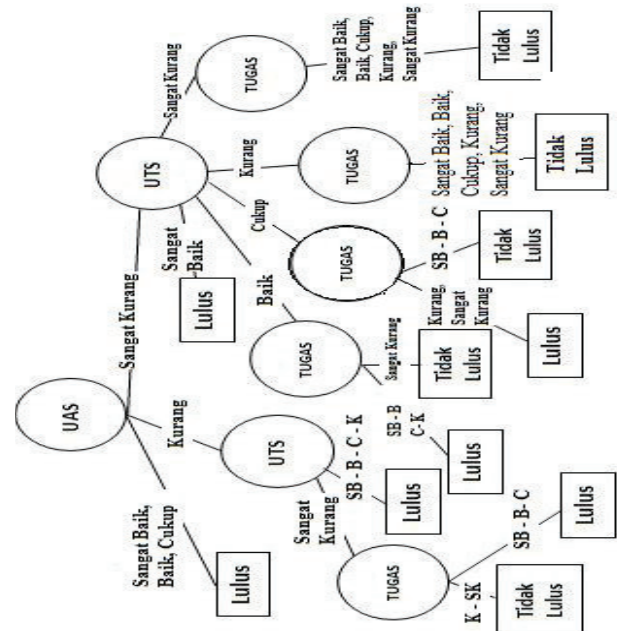 UAS
Sangat Baik,
Baik, Cukup
Kurang
Sangat Kurang
Lulus
UTS
UTS
Sangat
Kurang
SB - B - C - K
Sangat
Baik
Baik
Cukup
Kurang
Sangat Kurang
TUGAS
Lulus
Lulus
TUGAS
TUGAS
TUGAS
TUGAS
K - SK
SB - B- C
SB - B
C- K
Sangat Kurang
Kurang,
Sangat
Kurang
SB - B - C
Sangat Baik, Baik,
Cukup, Kurang,
Sangat Kurang
Sangat Baik,
Baik, Cukup,
Kurang,
Sangat Kurang
Tidak
Lulus
Lulus
Lulus
Tidak
Lulus
Lulus
Tidak
Lulus
Tidak
Lulus
Tidak
Lulus